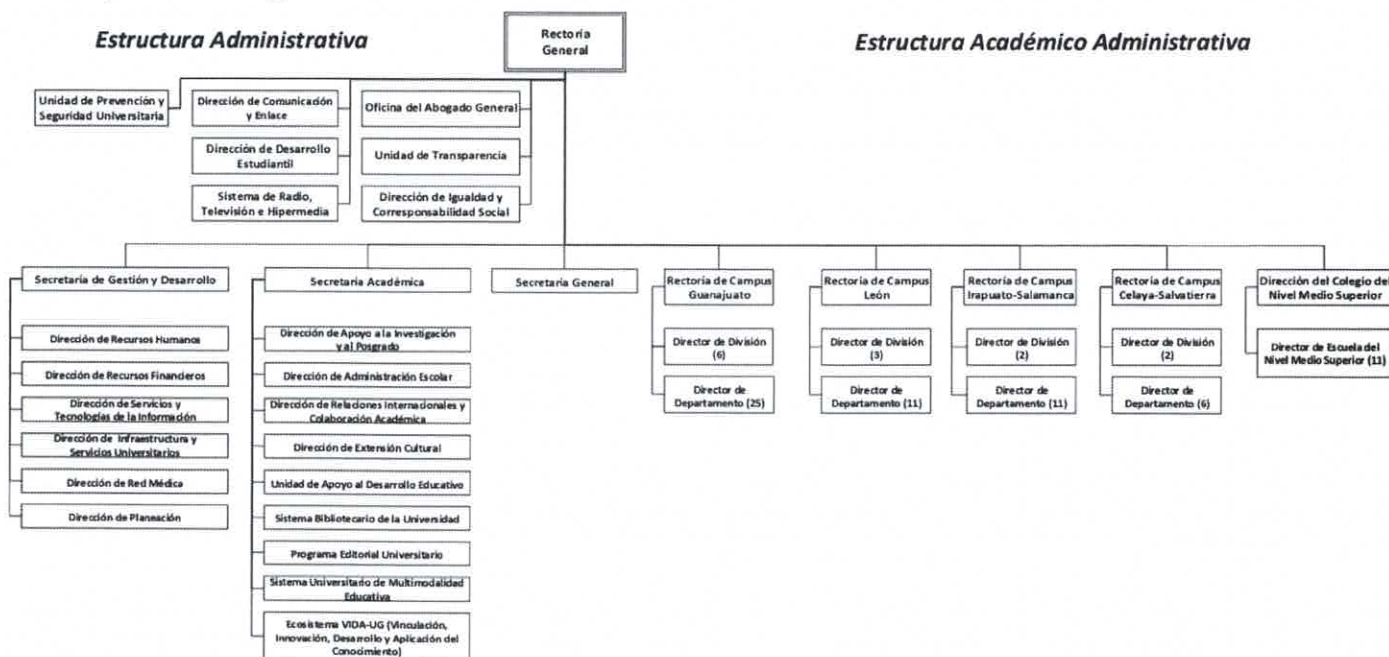 Estructura Administrativa
Rectoría
General
Estructura Académico Administrativa
Unidad de Prevención y
Seguridad Universitaria
Dirección de Comunicación
y Enlace
Oficina del Abogado General
Dirección de Desarrollo
Estudiantil
Unidad de Transparencia
Sistema de Radio,
Televisión e Hipermedia
Dirección de Igualdad y
Corresponsabilidad Social
Secretaría de Gestión y Desarrollo
Dirección de Recursos Humanos
Dirección de Recursos Financieros
Dirección de Servicios y
Tecnologías de la Información
Dirección de Infraestructura y
Servicios Universitarios
Dirección de Red Médica
Dirección de Planeación
Secretaría Académica
Dirección de Apoyo a la Investigación
y al Posgrado
Dirección de Administración Escolar
Dirección de Relaciones Internacionales y
Colaboración Académica
Dirección de Extensión Cultural
Unidad de Apoyo al Desarrollo Educativo
Sistema Bibliotecario de la Universidad
Programa Editorial Universitario
Sistema Universitario de Multimodalidad
Educativa
Ecosistema VIDA-UG (Vinculación,
Innovación, Desarrollo y Aplicación del
Conocimiento)
Secretaría General
Rectoría de Campus
Guanajuato
Director de División
(6)
Director de
Departamento (25)
Rectoría de Campus
León
Director de División
(3)
Director de
Departamento (11)
Rectoría de Campus
Irapuato-Salamanca
Director de División
(2)
Director de
Departamento (11)
Rectoría de Campus
Celaya-Salvatierra
Director de División
(2)
Director de
Departamento (6)
Dirección del Colegio del
Nivel Medio Superior
Director de Escuela del
Nivel Medio Superior (11)